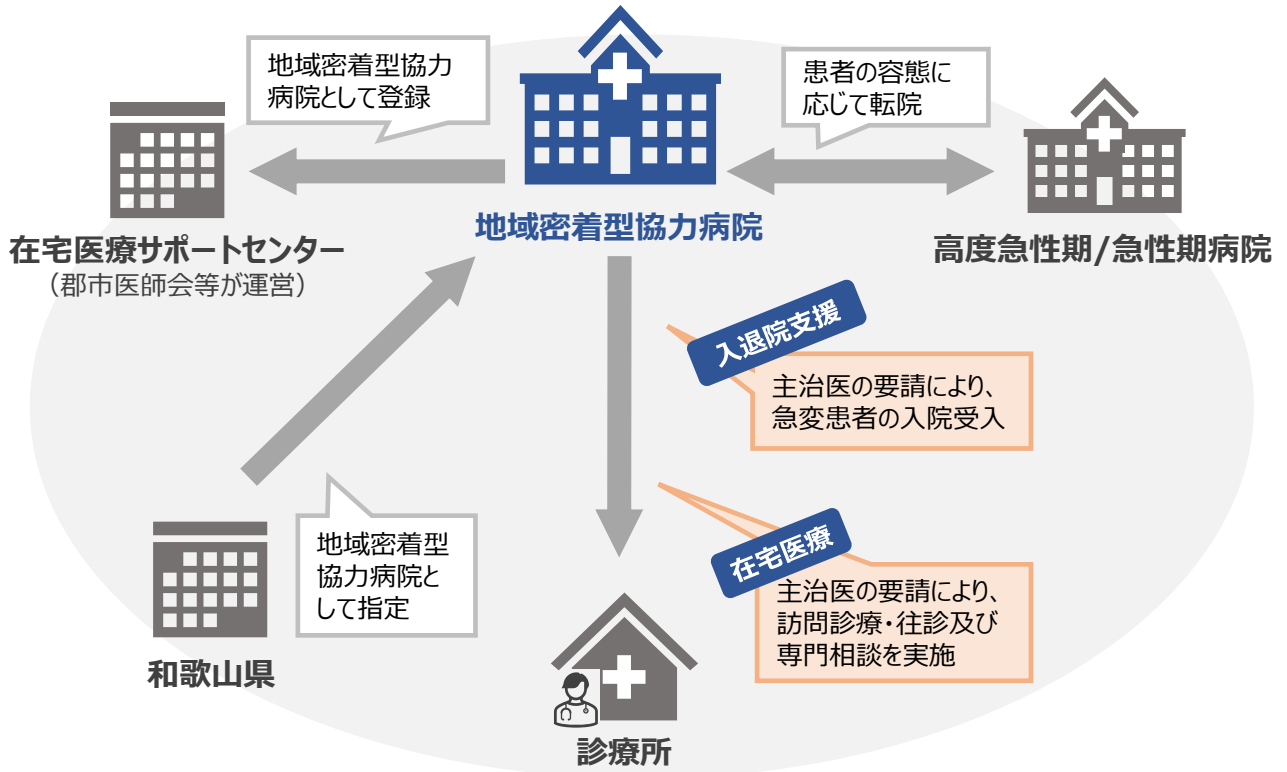 地域密着型協力
病院として登録
患者の容態に
応じて転院
地域密着型協力病院
在宅医療サポートセンター
（郡市医師会等が運営）
高度急性期/急性期病院
入退院支援
主治医の要請により、
急変患者の入院受入
地域密着型
協力病院と
して指定
在宅医療
主治医の要請により、
訪問診療・往診及び
専門相談を実施
和歌山県
診療所